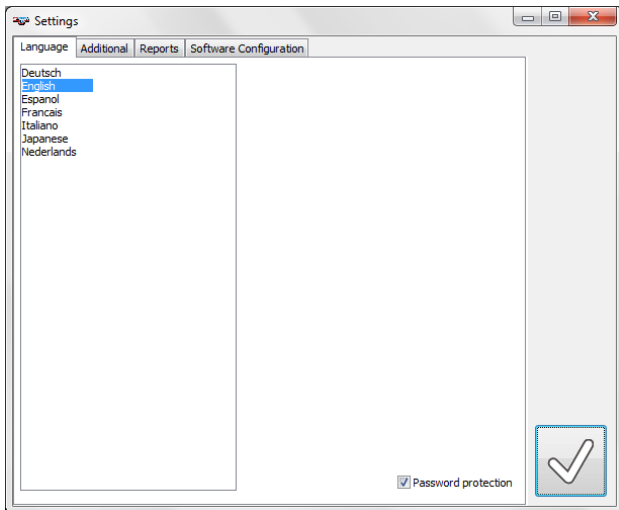 Settings
Language Additional Reports Software Configuration
Deutsch
English
Espanol
Francais
Italiano
Japanese
Nederlands
Password protection